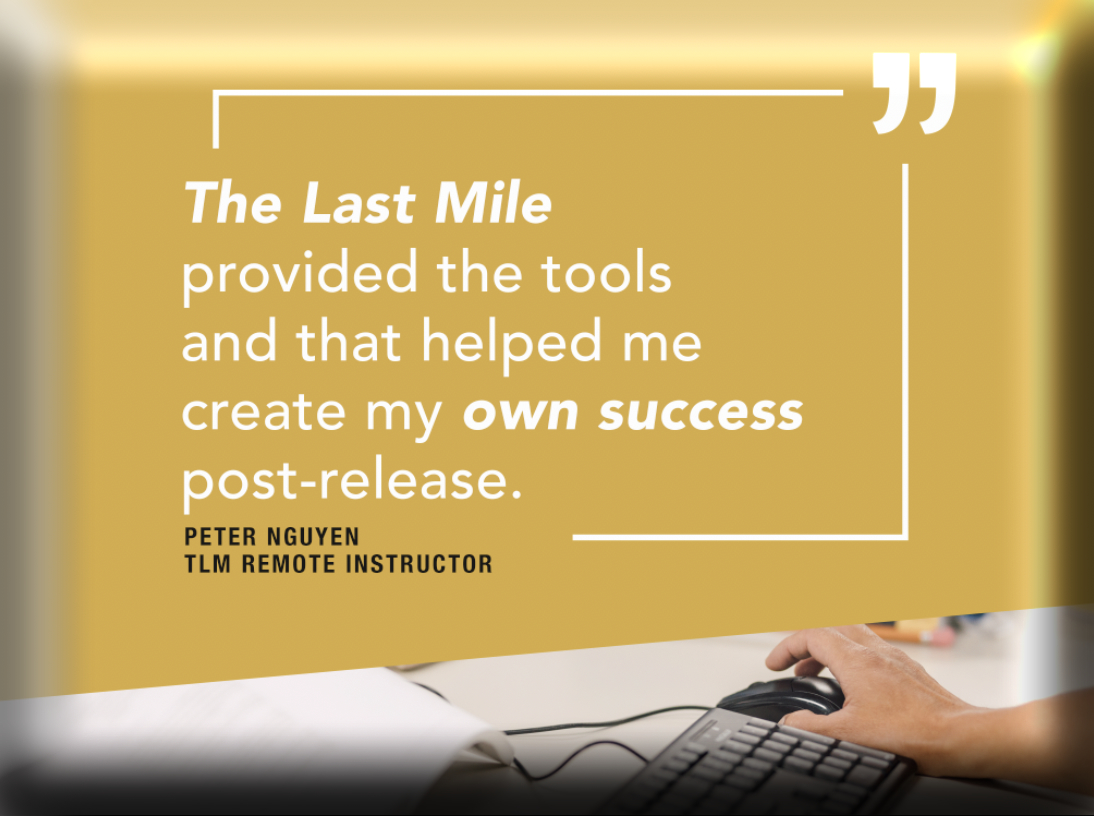 ”
The Last Mile
provided the tools
and that helped me
create my own success
post-release.
PETER NGUYEN
TLM REMOTE INSTRUCTOR